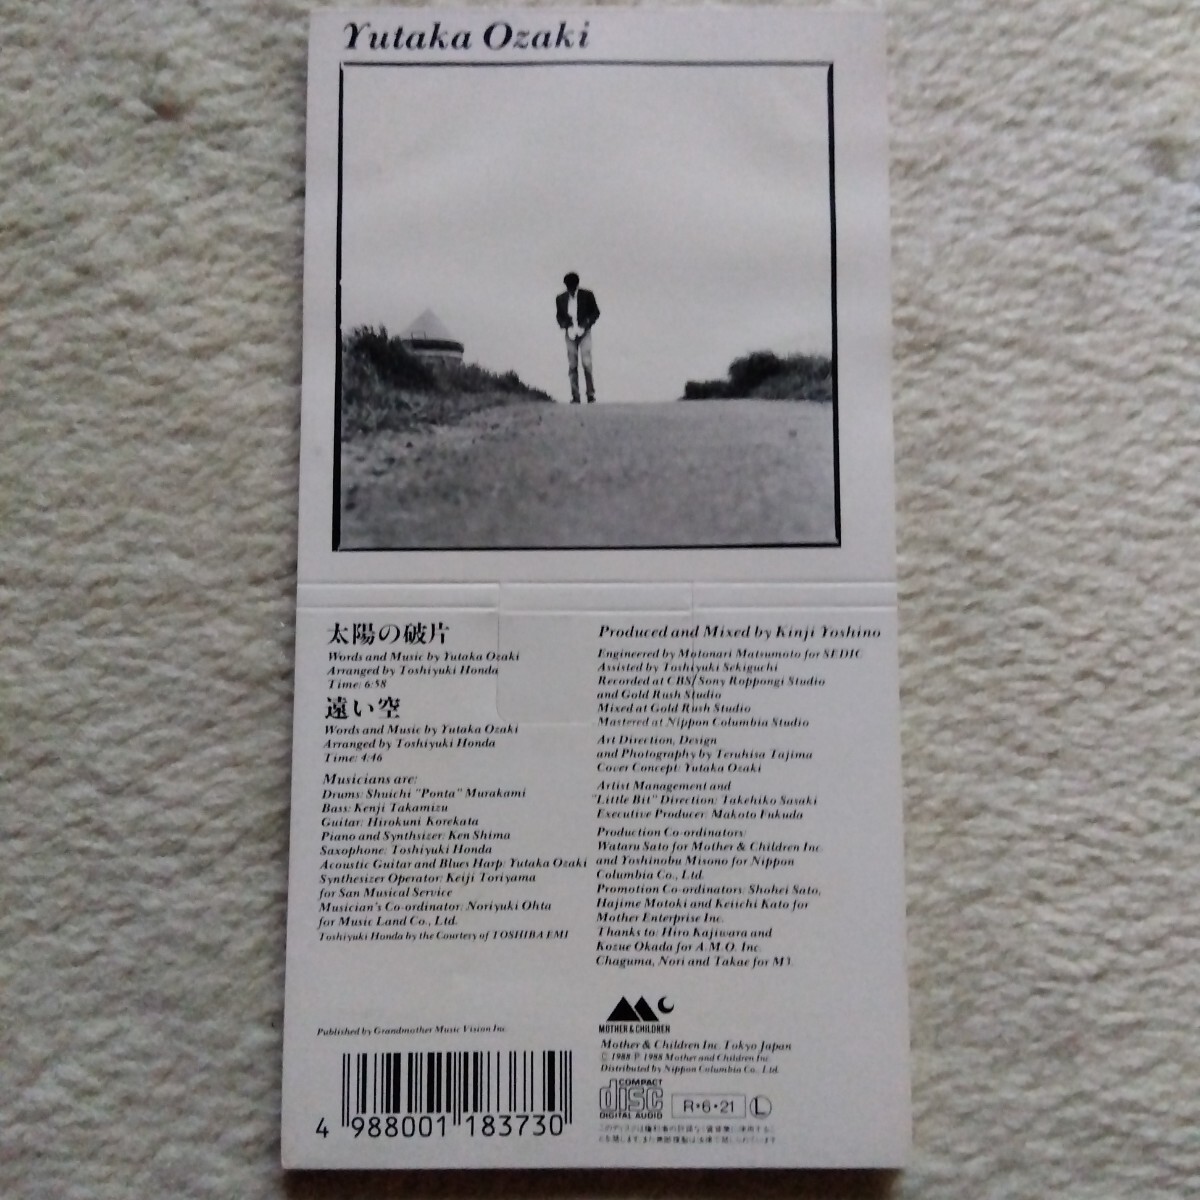 Yutaka Ozaki
太陽の破片
Words and Music by Yutaka Ozaki
Arranged by Toshiyuki Honda
Time: 6:58
遠い空
Words and Music by Yutaka Ozaki
Arranged by Toshiyuki Honda
Time: 4:46
Musicians are:
Drums: Shuichi "Ponta" Murakami
Bass: Kenji Takamizu
Guitar: Hirokuni Korekata
Piano and Synthsizer: Ken Shima
Saxophone: Toshiyuki Honda
Acoustic Guitar and Blues Harp: Yutaka Ozaki
Synthesizer Operator: Keiji Toriyama
for San Musical Service
Musician's Co-ordinator: Noriyuki Ohta
for Music Land Co., Ltd.
Toshiyuki Honda by the Courtery of TOSHIBA EMI
Published by Grandmother Music Vision Inc.
4 988001 183730
Produced and Mixed by Kinji Yoshino
Engineered by Motonari Matsumoto for SEDIC
Assisted by Toshiyuki Sekiguchi
Recorded at CBS/Sony Roppongi Studio
and Gold Rush Studio
Mixed at Gold Rush Studio
Mastered at Nippon Columbia Studio
Art Direction, Design
and Photography by Teruhisa Tajima
Cover Concept: Yutaka Ozaki
Artist Management and
"Little Bit" Direction: Takehiko Sasaki
Executive Producer: Makoto Fukuda
Production Co-ordinators:
Wataru Sato for Mother & Children Inc.
and Yoshinobu Misono for Nippon
Columbia Co., Ltd.
Promotion Co-ordinators: Shohei Sato,
Hajime Motoki and Keiichi Kato for
Mother Enterprise Inc.
Thanks to: Hiro Kajiwara and
Kozue Okada for A.M.O. Inc.
Chaguma, Nori and Takae for M3.
MOTHER & CHILDREN
Mother & Children Inc. Tokyo Japan
© 1988 ℗ 1988 Mother and Children Inc.
Distributed by Nippon Columbia Co., Ltd.
COMPACT
disc
DIGITAL AUDIO
R・6・21 L